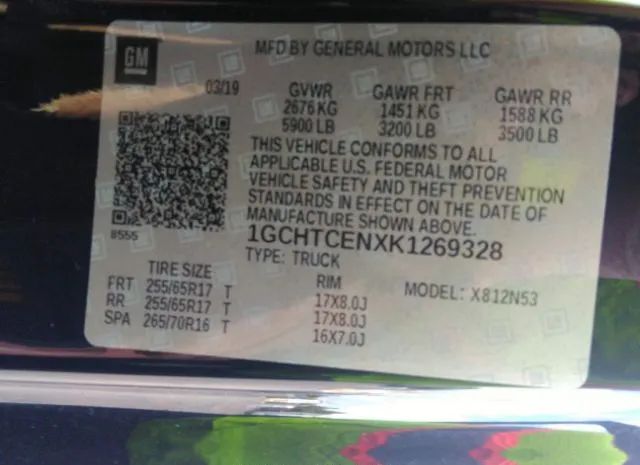 GM
MFD BY GENERAL MOTORS LLC
03/19
GVWR GAWR FRT GAWR RR
2676 KG 1451 KG 1588 KG
5900 LB 3200 LB 3500 LB
THIS VEHICLE CONFORMS TO ALL
APPLICABLE U.S. FEDERAL MOTOR
VEHICLE SAFETY AND THEFT PREVENTION
STANDARDS IN EFFECT ON THE DATE OF
MANUFACTURE SHOWN ABOVE.
8555
1GCHTCENXK1269328
TYPE: TRUCK
TIRE SIZE RIM MODEL: X812N53
FRT 255/65R17 T 17X8.0J
RR 255/65R17 T 17X8.0J
SPA 265/70R16 T 16X7.0J